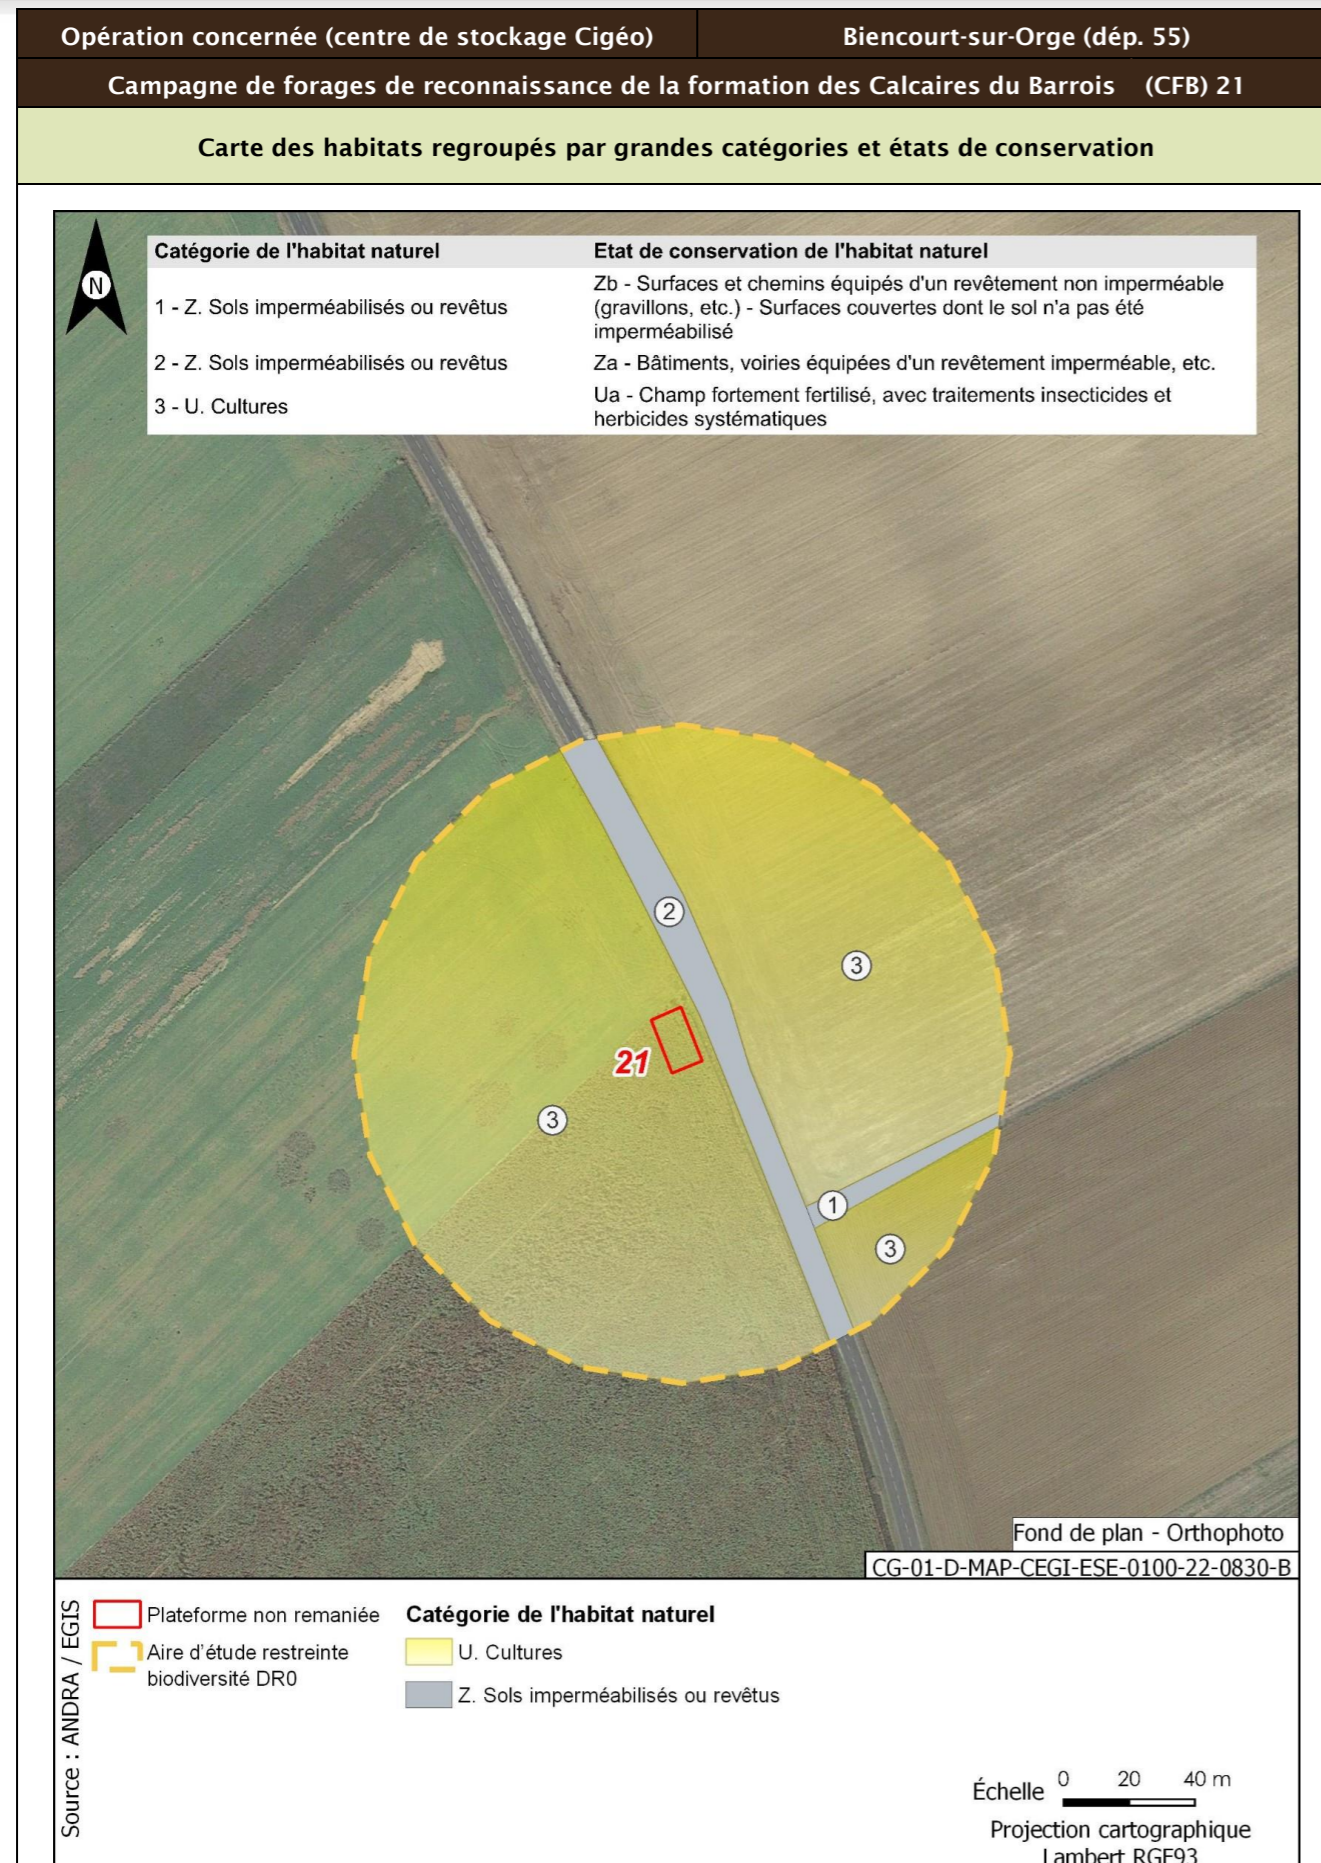 Opération concernée (centre de stockage Cigéo)
Biencourt-sur-Orge (dép. 55)
Campagne de forages de reconnaissance de la formation des Calcaires du Barrois (CFB) 21
Carte des habitats regroupés par grandes catégories et états de conservation
N
Catégorie de l'habitat naturel
Etat de conservation de l'habitat naturel
1 - Z. Sols imperméabilisés ou revêtus
Zb - Surfaces et chemins équipés d'un revêtement non imperméable
(gravillons, etc.) - Surfaces couvertes dont le sol n'a pas été
imperméabilisé
2 - Z. Sols imperméabilisés ou revêtus
Za - Bâtiments, voiries équipées d'un revêtement imperméable, etc.
3 - U. Cultures
Ua - Champ fortement fertilisé, avec traitements insecticides et
herbicides systématiques
2
3
21
3
1
3
Fond de plan - Orthophoto
CG-01-D-MAP-CEGI-ESE-0100-22-0830-B
Source : ANDRA / EGIS
Plateforme non remaniée
Aire d'étude restreinte
biodiversité DR0
Catégorie de l'habitat naturel
U. Cultures
Z. Sols imperméabilisés ou revêtus
Échelle
0 20 40 m
Projection cartographique
Lambert RGF93